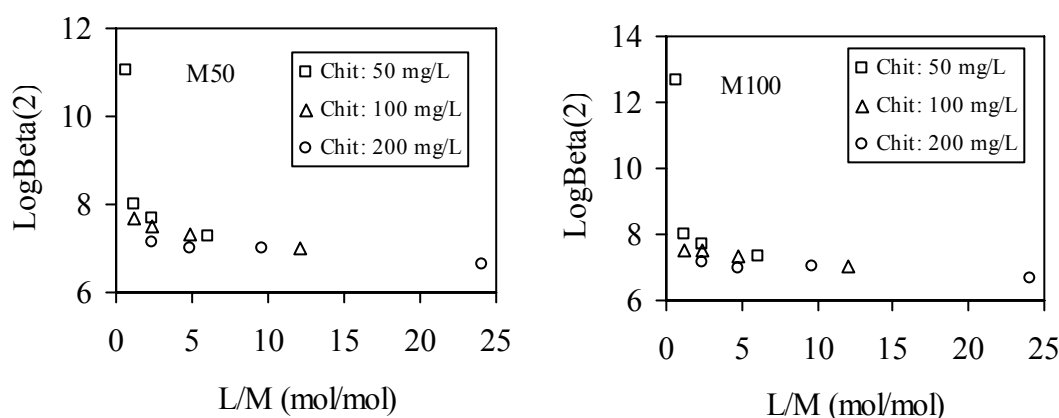 12
10
8
6
LogBeta(2)
M50
Chit: 50 mg/L
Chit: 100 mg/L
Chit: 200 mg/L
0 5 10 15 20 25
L/M (mol/mol)
14
12
10
8
6
LogBeta(2)
M100
Chit: 50 mg/L
Chit: 100 mg/L
Chit: 200 mg/L
0 5 10 15 20 25
L/M (mol/mol)